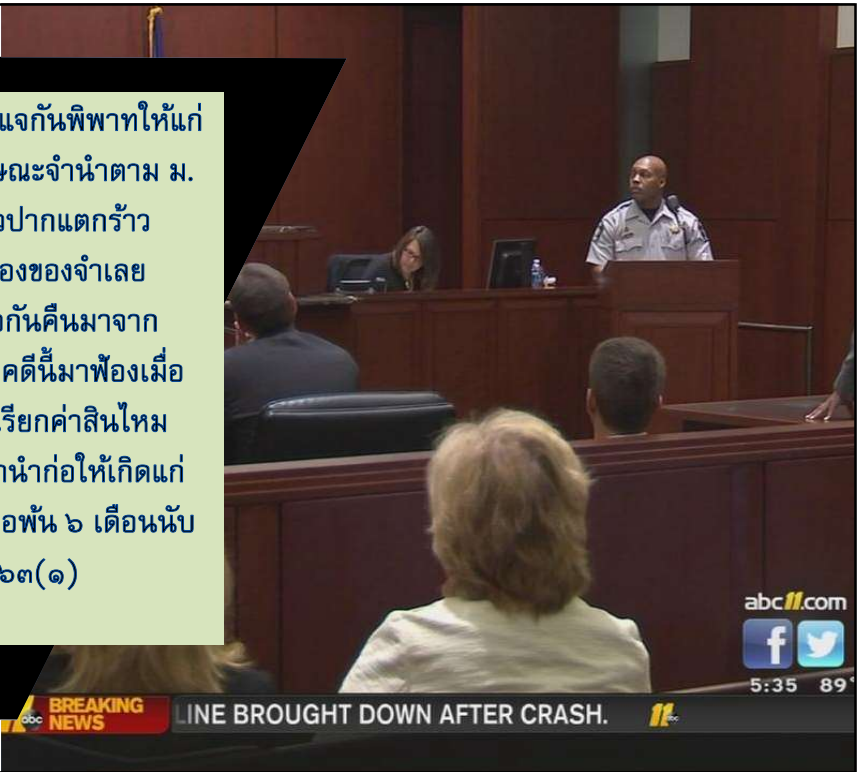 แจกันพิพาทให้แก่
ณะจำนำตาม ม.
ปากแตกร้าว
องของจำเลย
กันคืนมาจาก
คดีนี้มาฟ้องเมื่อ
เรียกค่าสินไหม
านำก่อให้เกิดแก่
อพ้น ๖ เดือนนับ
๖๓(๑)
abc11.com
5:35 89°
abc
BREAKING
NEWS
LINE BROUGHT DOWN AFTER CRASH.
11
abc